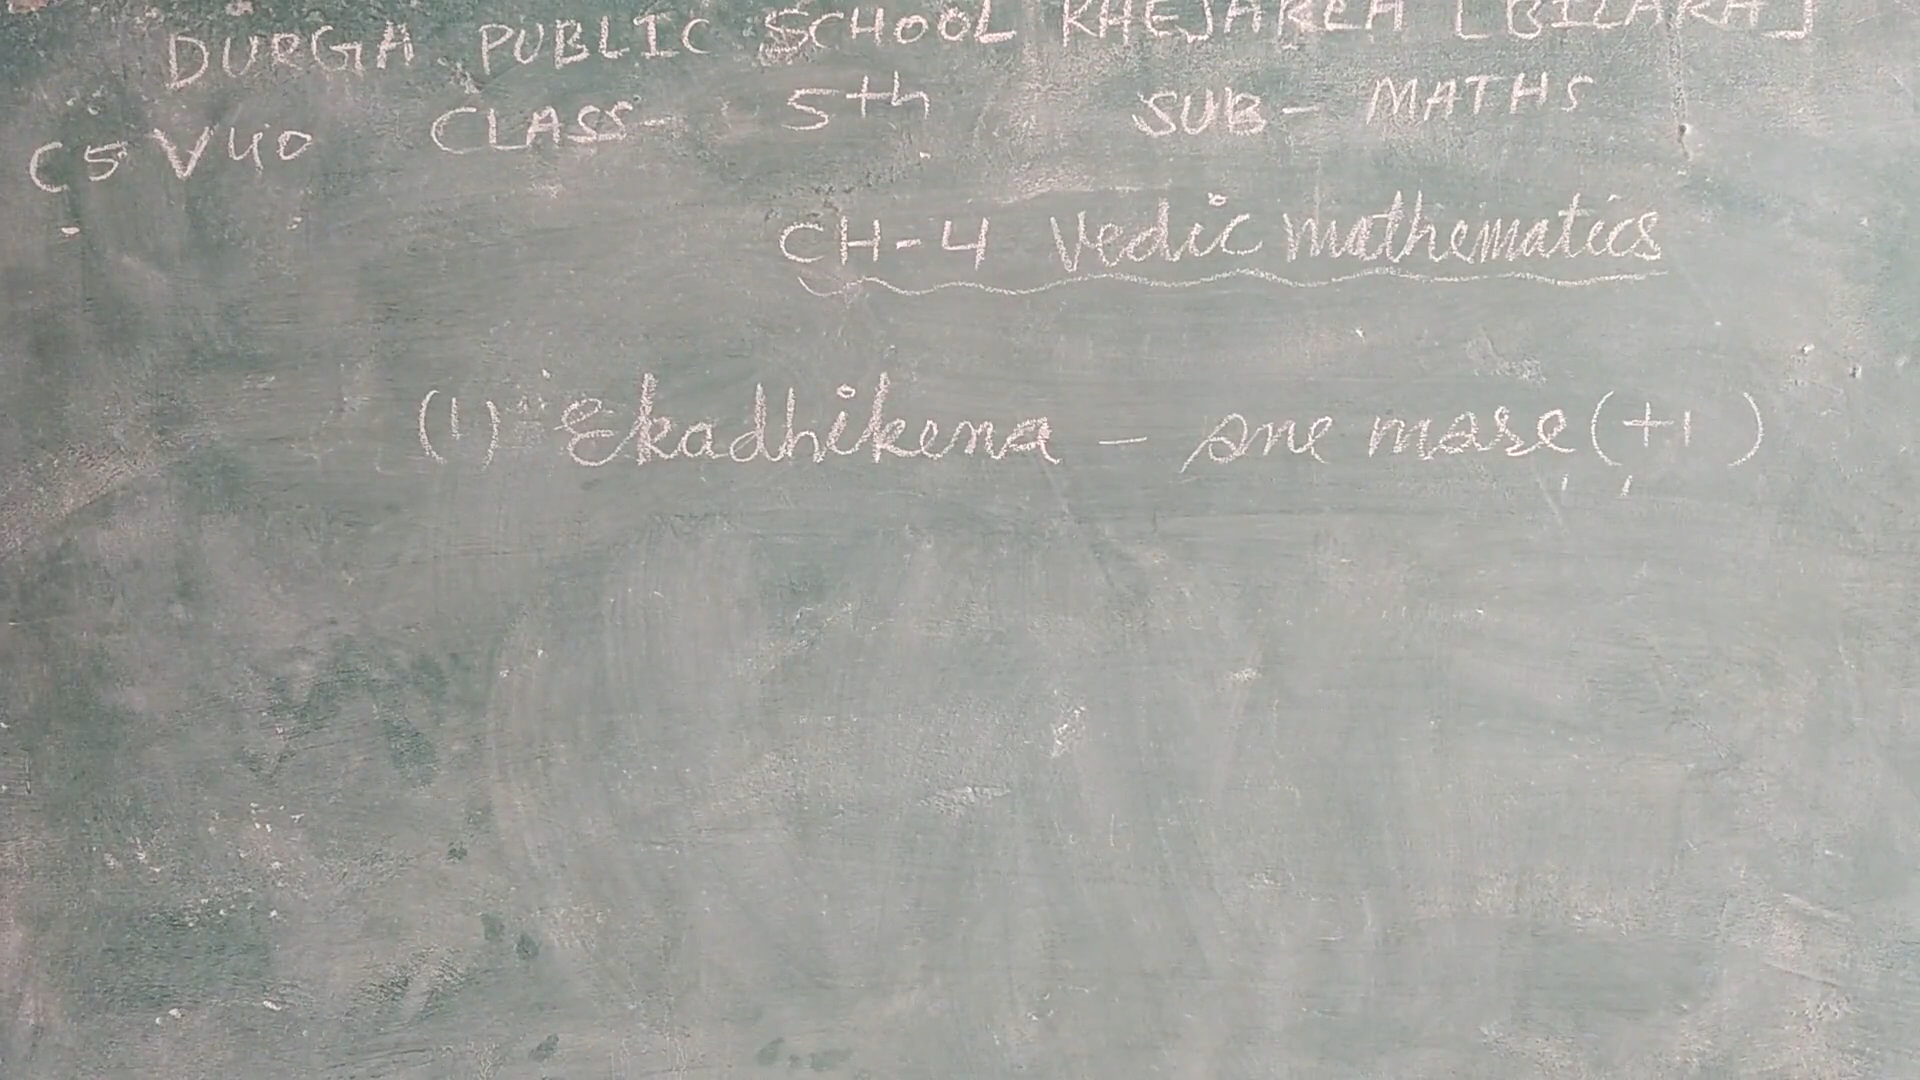 DURGA PUBLIC SCHOOL KHEJARLA [BILARA]
C5 V40 CLASS- 5th SUB- MATHS
CH-4 Vedic mathematics
(1) Ekadhikena - one more (+1)